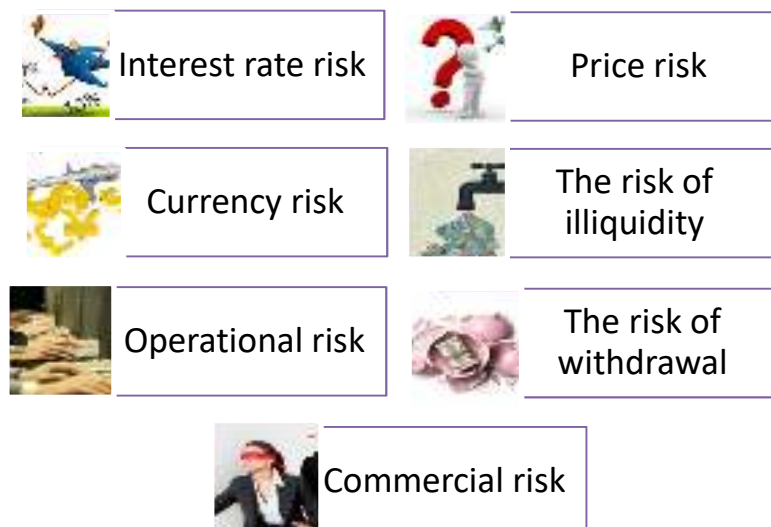 Interest rate risk
Price risk
Currency risk
The risk of
illiquidity
Operational risk
The risk of
withdrawal
Commercial risk